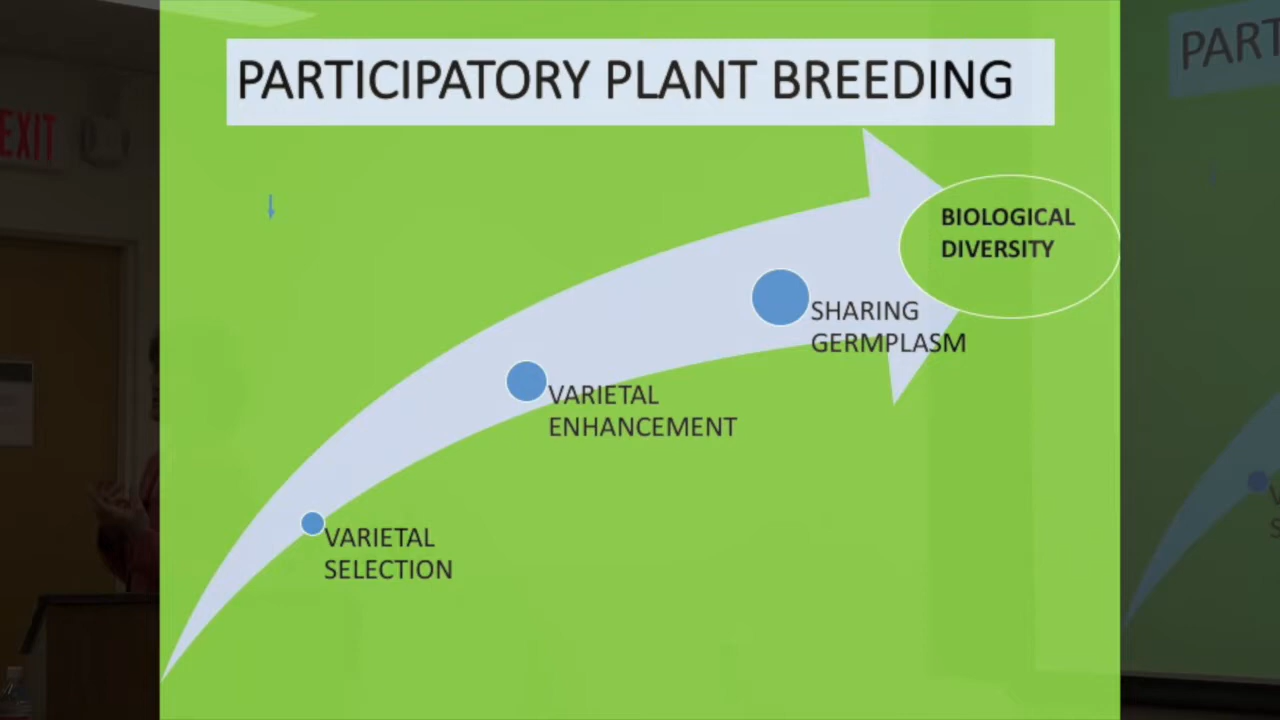 PARTICIPATORY PLANT BREEDING
EXIT
PART
BIOLOGICAL
DIVERSITY
SHARING
GERMPLASM
VARIETAL
ENHANCEMENT
VARIETAL
SELECTION